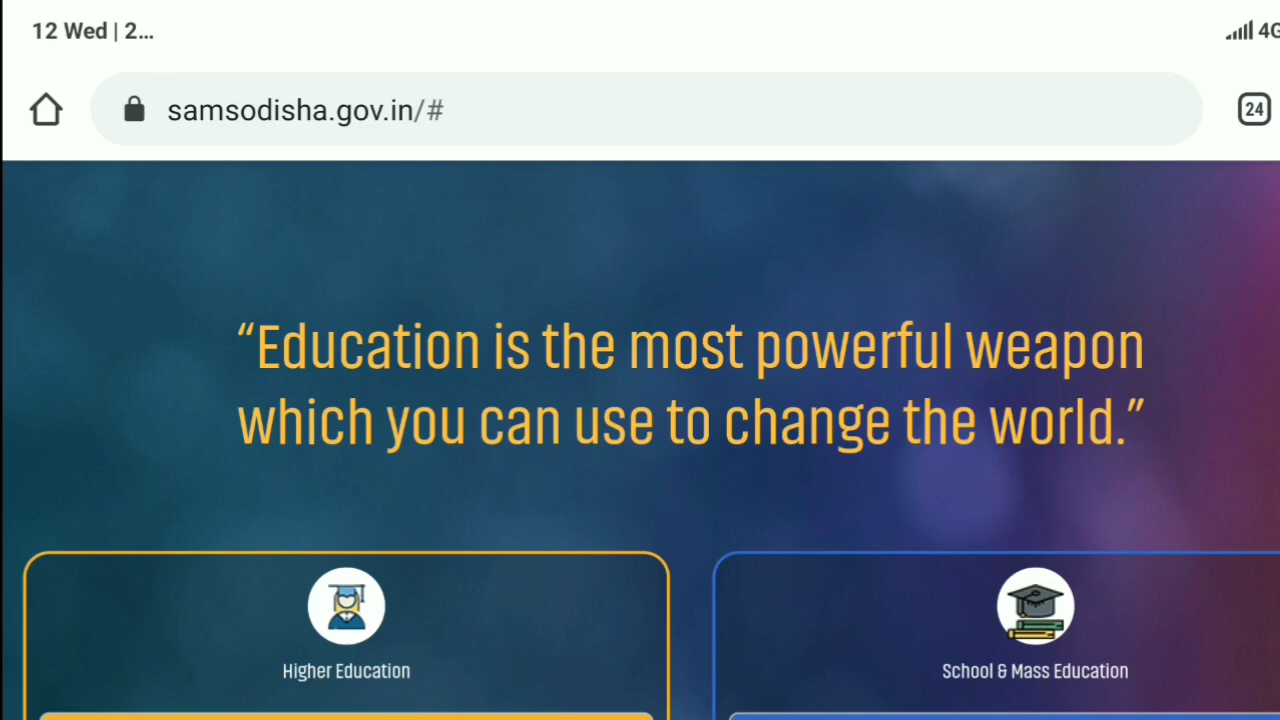 12 Wed | 2...
4G
samsodisha.gov.in/#
24
“Education is the most powerful weapon
which you can use to change the world.”
Higher Education
School & Mass Education